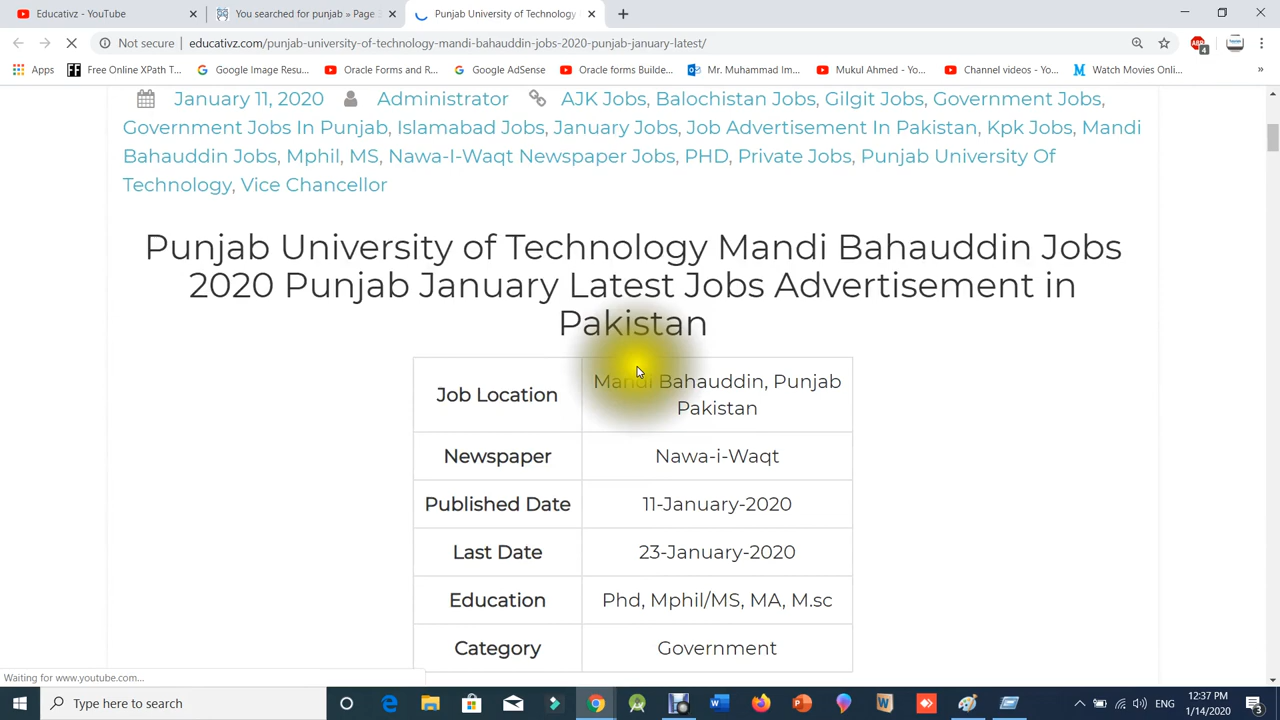 Educativz - YouTube
You searched for punjab » Page
Punjab University of Technology
Not secure
educativz.com/punjab-university-of-technology-mandi-bahauddin-jobs-2020-punjab-january-latest/
ABP
4
Apps
Free Online XPath T...
Google Image Resu...
Oracle Forms and R...
Google AdSense
Oracle forms Builde...
Mr. Muhammad Im...
Mukul Ahmed - Yo...
Channel videos - Yo...
Watch Movies Onli...
»
January 11, 2020 Administrator AJK Jobs, Balochistan Jobs, Gilgit Jobs, Government Jobs,
Government Jobs In Punjab, Islamabad Jobs, January Jobs, Job Advertisement In Pakistan, Kpk Jobs, Mandi
Bahauddin Jobs, Mphil, MS, Nawa-I-Waqt Newspaper Jobs, PHD, Private Jobs, Punjab University Of
Technology, Vice Chancellor
Punjab University of Technology Mandi Bahauddin Jobs
2020 Punjab January Latest Jobs Advertisement in
Pakistan
Job Location
Mandi Bahauddin, Punjab
Pakistan
Newspaper
Nawa-i-Waqt
Published Date
11-January-2020
Last Date
23-January-2020
Education
Phd, Mphil/MS, MA, M.sc
Category
Government
Waiting for www.youtube.com...
Type here to search
ENG
12:37 PM
1/14/2020
3